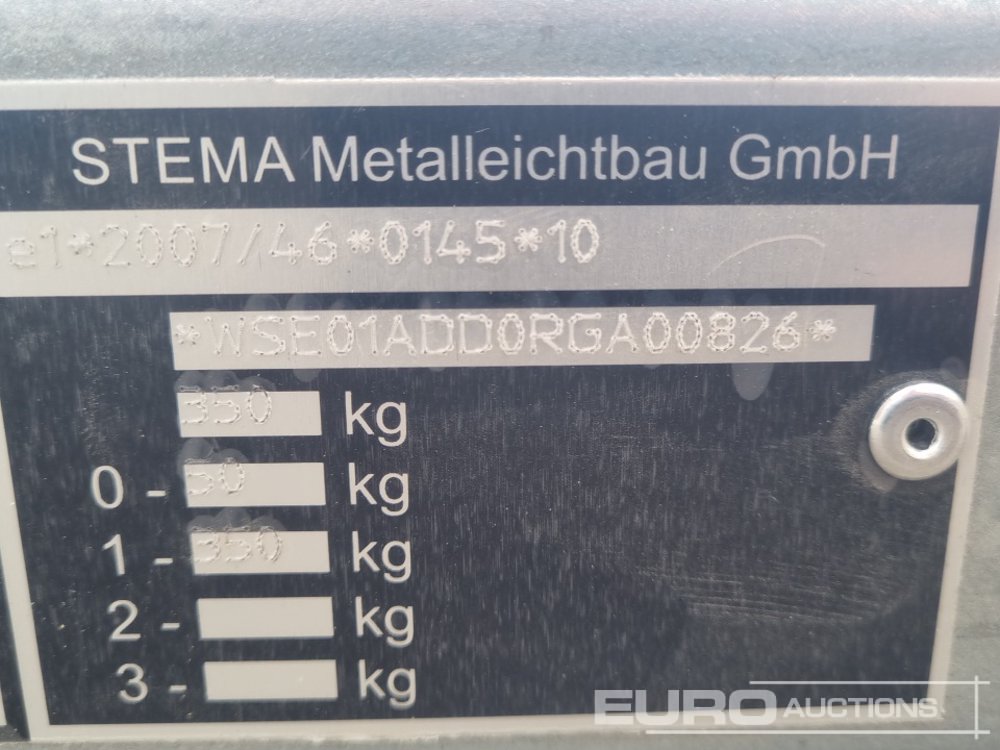 STEMA Metalleichtbau GmbH
e1*2007/46*0145*10
*WSE01ADD0RGA00826*
350 kg
0 - 50 kg
1 - 350 kg
2 - kg
3 - kg
EURO AUCTIONS